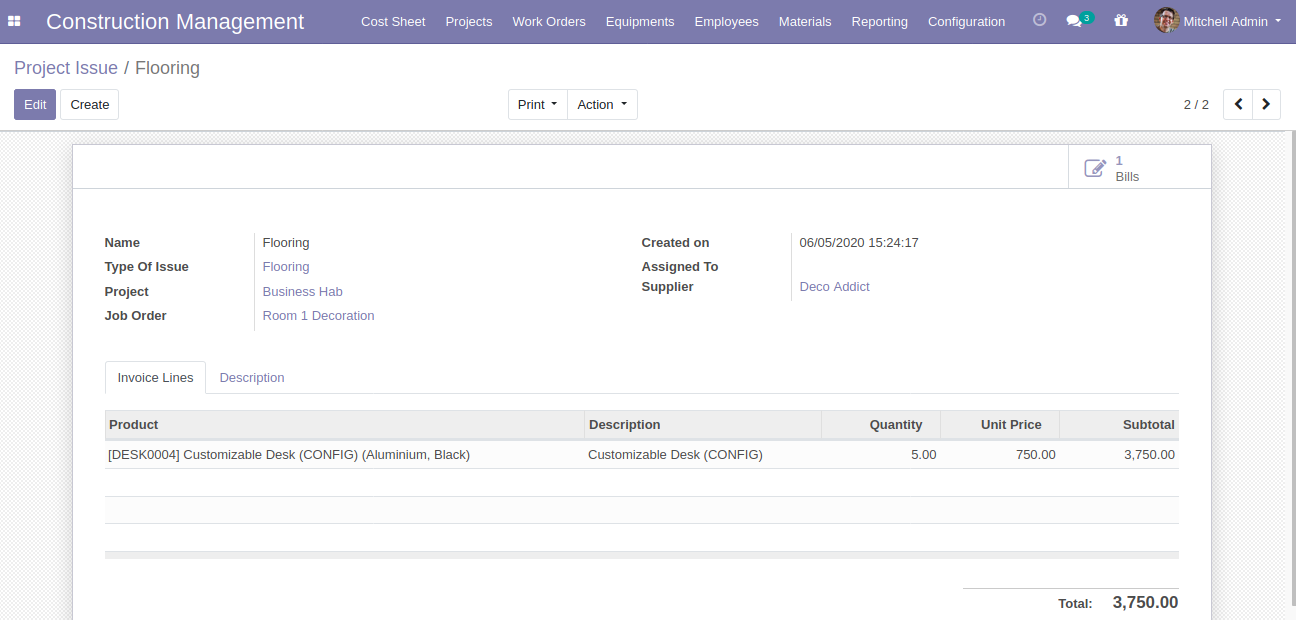 Construction Management Cost Sheet Projects Work Orders Equipments Employees Materials Reporting Configuration 3 Mitchell Admin
Project Issue / Flooring
Edit Create Print Action 2 / 2
1
Bills
Name Flooring Created on 06/05/2020 15:24:17
Type Of Issue Flooring Assigned To
Project Business Hab Supplier Deco Addict
Job Order Room 1 Decoration
Invoice Lines Description
Product Description Quantity Unit Price Subtotal
[DESK0004] Customizable Desk (CONFIG) (Aluminium, Black) Customizable Desk (CONFIG) 5.00 750.00 3,750.00
Total: 3,750.00